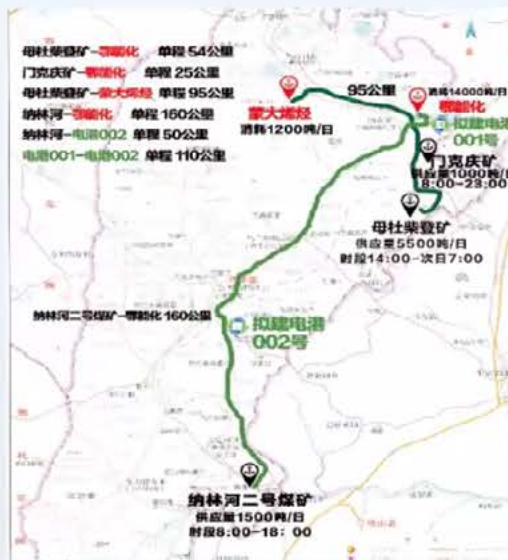 母杜柴登矿-鄂能化 单程 54公里
门克庆矿-鄂能化 单程 25公里
母杜柴登矿-蒙大烯烃 单程 95公里
纳林河-鄂能化 单程 160公里
纳林河-电港002 单程 50公里
电港001-电港002 单程 110公里
95公里
消耗14000吨/日
鄂能化
蒙大烯烃
消耗1200吨/日
拟建电港
001号
门克庆矿
供应量1000吨/日
8:00-23:00
母杜柴登矿
供应量5500吨/日
时段14:00-次日7:00
纳林河二号煤矿-鄂能化 160公里
拟建电港
002号
纳林河二号煤矿
供应量1500吨/日
时段8:00-18:00